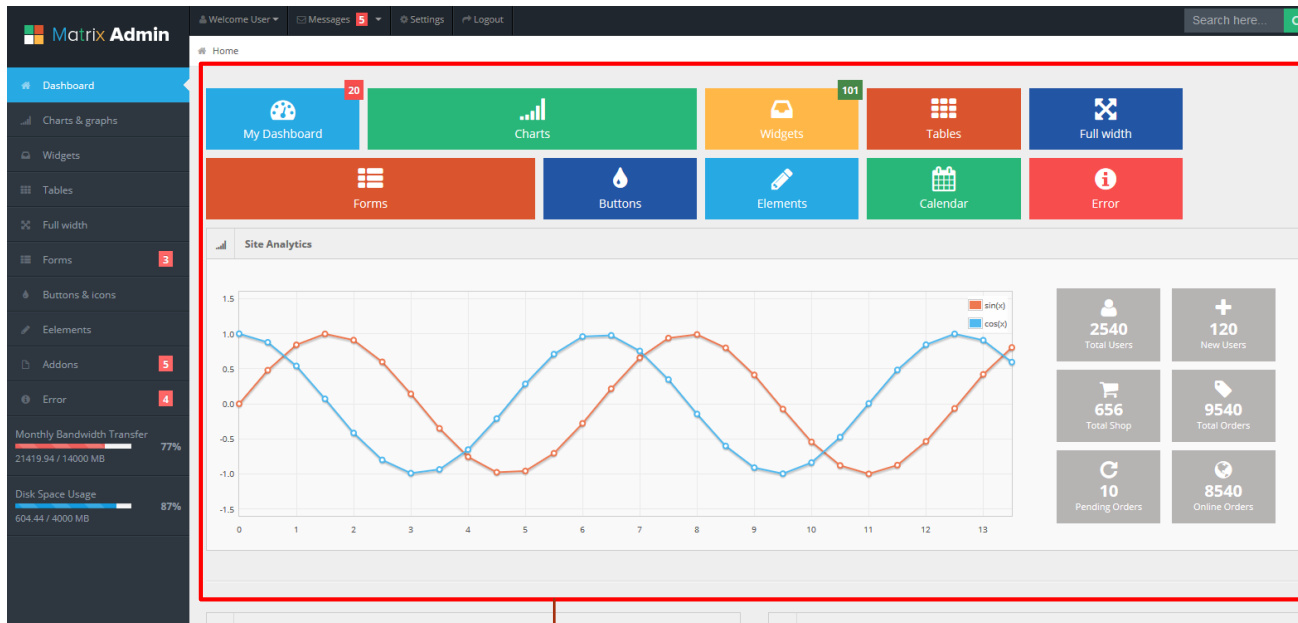 Matrix Admin
Welcome User
Messages 5
Settings
Logout
Search here...
Home
Dashboard
Charts & graphs
Widgets
Tables
Full width
Forms 3
Buttons & icons
Eelements
Addons 5
Error 4
Monthly Bandwidth Transfer
77%
21419.94 / 14000 MB
Disk Space Usage
87%
604.44 / 4000 MB
20
My Dashboard
Charts
101
Widgets
Tables
Full width
Forms
Buttons
Elements
Calendar
Error
Site Analytics
1.5
1.0
0.5
0.0
-0.5
-1.0
-1.5
0 1 2 3 4 5 6 7 8 9 10 11 12 13
sin(x)
cos(x)
2540
Total Users
120
New Users
656
Total Shop
9540
Total Orders
10
Pending Orders
8540
Online Orders